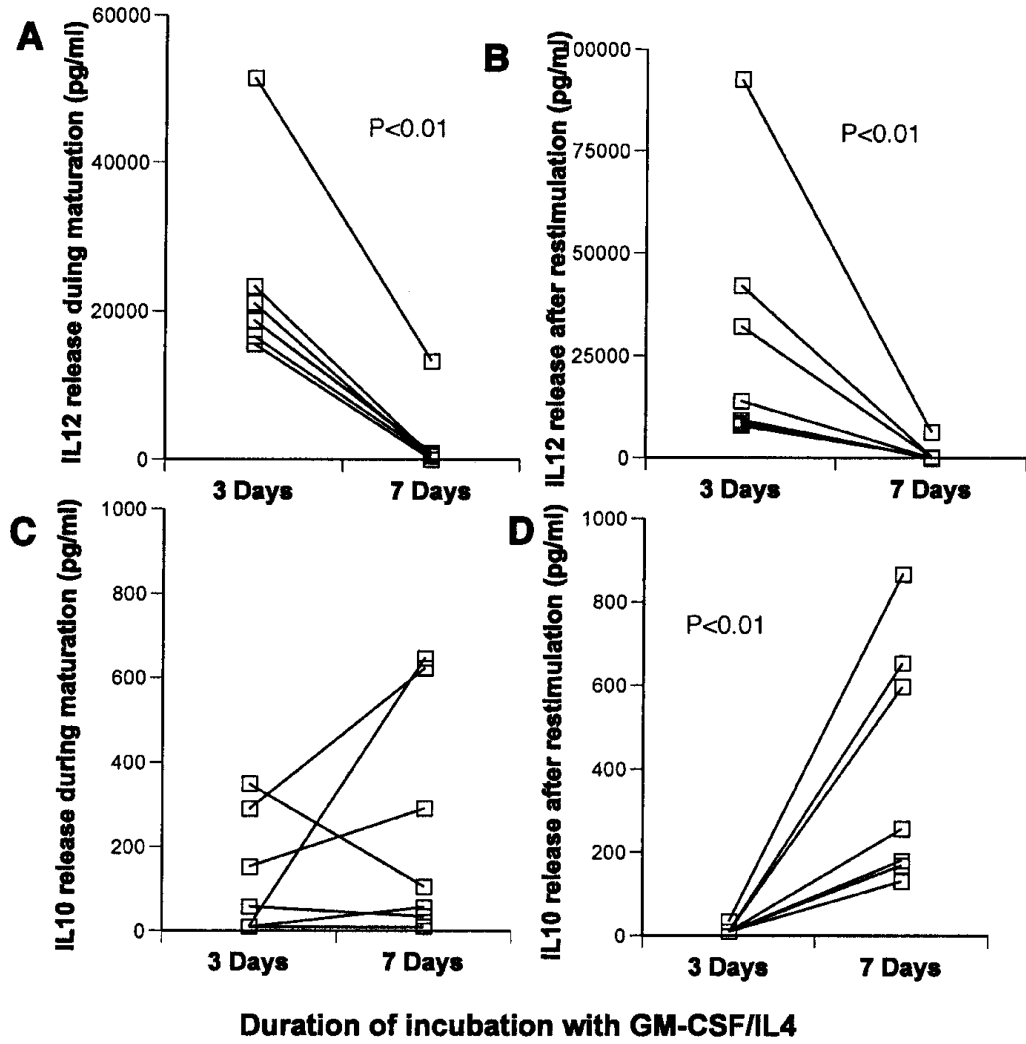 A
IL12 release duing maturation (pg/ml)
60000
40000
20000
0
P<0.01
3 Days
7 Days
B
IL12 release after restimulation (pg/ml)
100000
75000
50000
25000
0
P<0.01
3 Days
7 Days
C
IL10 release during maturation (pg/ml)
1000
800
600
400
200
0
3 Days
7 Days
D
IL10 release after restimulation (pg/ml)
1000
800
600
400
200
0
P<0.01
3 Days
7 Days
Duration of incubation with GM-CSF/IL4